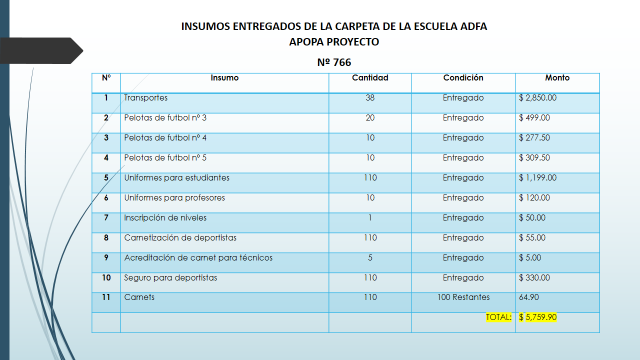 INSUMOS ENTREGADOS DE LA CARPETA DE LA ESCUELA ADFA
APOPA PROYECTO
Nº 766
Nº Insumo Cantidad Condición Monto
1 Transportes 38 Entregado $ 2,850.00
2 Pelotas de futbol nº 3 20 Entregado $ 499.00
3 Pelotas de futbol nº 4 10 Entregado $ 277.50
4 Pelotas de futbol nº 5 10 Entregado $ 309.50
5 Uniformes para estudiantes 110 Entregado $ 1,199.00
6 Uniformes para profesores 10 Entregado $ 120.00
7 Inscripción de niveles 1 Entregado $ 50.00
8 Carnetización de deportistas 110 Entregado $ 55.00
9 Acreditación de carnet para técnicos 5 Entregado $ 5.00
10 Seguro para deportistas 110 Entregado $ 330.00
11 Carnets 110 100 Restantes 64.90
TOTAL: $ 5,759.90